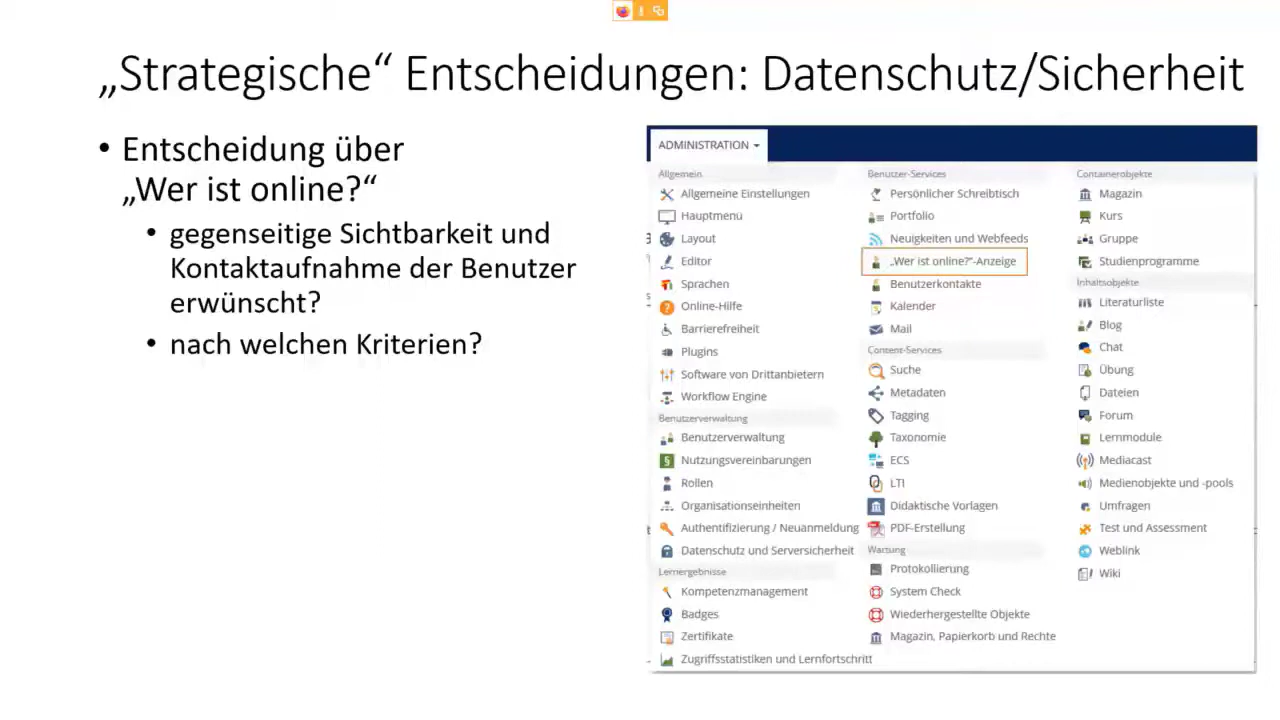 „Strategische“ Entscheidungen: Datenschutz/Sicherheit
• Entscheidung über
„Wer ist online?“
• gegenseitige Sichtbarkeit und
Kontaktaufnahme der Benutzer
erwünscht?
• nach welchen Kriterien?
ADMINISTRATION
Allgemein
Allgemeine Einstellungen
Hauptmenü
Layout
Editor
Sprachen
Online-Hilfe
Barrierefreiheit
Plugins
Software von Drittanbietern
Workflow Engine
Benutzerverwaltung
Benutzerverwaltung
Nutzungsvereinbarungen
Rollen
Organisationseinheiten
Authentifizierung / Neuanmeldung
Datenschutz und Serversicherheit
Lernergebnisse
Kompetenzmanagement
Badges
Zertifikate
Zugriffsstatistiken und Lernfortschritt
Benutzer-Services
Persönlicher Schreibtisch
Portfolio
Neuigkeiten und Webfeeds
„Wer ist online?“-Anzeige
Benutzerkontakte
Kalender
Mail
Content-Services
Suche
Metadaten
Tagging
Taxonomie
ECS
LTI
Didaktische Vorlagen
PDF-Erstellung
Wartung
Protokollierung
System Check
Wiederhergestellte Objekte
Magazin, Papierkorb und Rechte
Containerobjekte
Magazin
Kurs
Gruppe
Studienprogramme
Inhaltsobjekte
Literaturliste
Blog
Chat
Übung
Dateien
Forum
Lernmodule
Mediacast
Medienobjekte und -pools
Umfragen
Test und Assessment
Weblink
Wiki